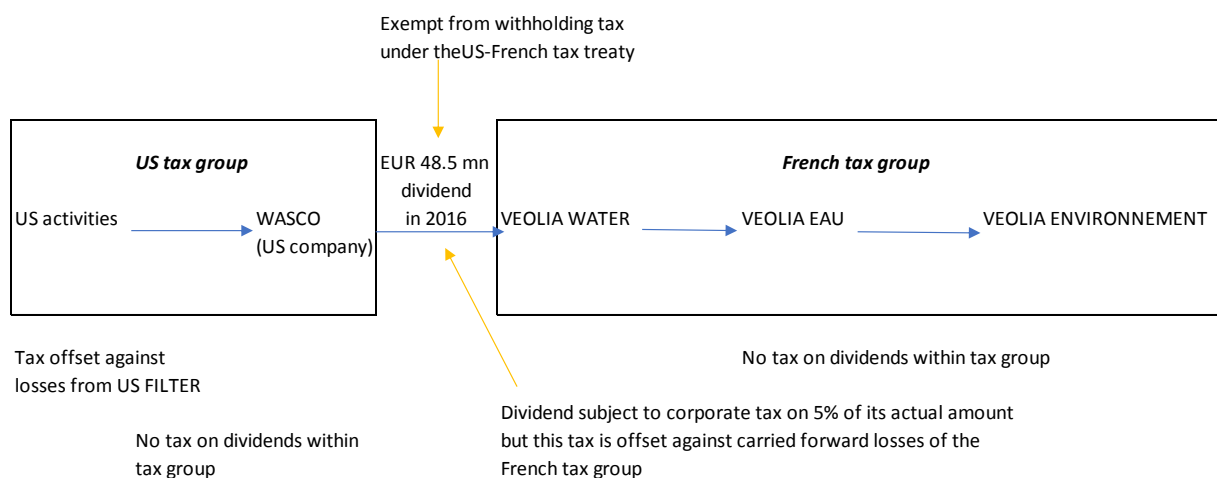 Exempt from withholding tax
under theUS-French tax treaty
US tax group
EUR 48.5 mn
dividend
in 2016
French tax group
US activities
WASCO
(US company)
VEOLIA WATER
VEOLIA EAU
VEOLIA ENVIRONNEMENT
Tax offset against
losses from US FILTER
No tax on dividends within tax group
No tax on dividends within
tax group
Dividend subject to corporate tax on 5% of its actual amount
but this tax is offset against carried forward losses of the
French tax group